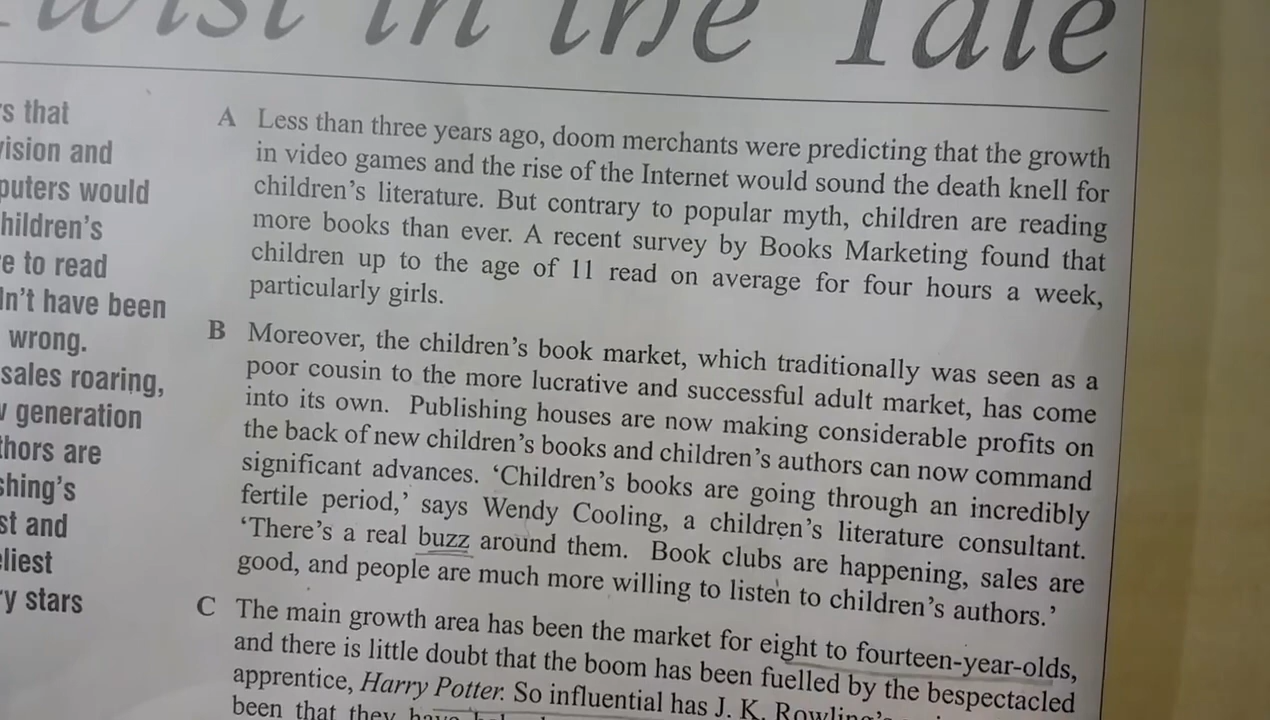 in the Tale
s that
vision and
puters would
hildren's
e to read
dn't have been
wrong.
sales roaring,
generation
thors are
shing's
st and
eliest
y stars
A Less than three years ago, doom merchants were predicting that the growth
in video games and the rise of the Internet would sound the death knell for
children's literature. But contrary to popular myth, children are reading
more books than ever. A recent survey by Books Marketing found that
children up to the age of 11 read on average for four hours a week,
particularly girls.
B Moreover, the children's book market, which traditionally was seen as a
poor cousin to the more lucrative and successful adult market, has come
into its own. Publishing houses are now making considerable profits on
the back of new children's books and children's authors can now command
significant advances. 'Children's books are going through an incredibly
fertile period,' says Wendy Cooling, a children's literature consultant.
'There's a real buzz around them. Book clubs are happening, sales are
good, and people are much more willing to listen to children's authors.'
C The main growth area has been the market for eight to fourteen-year-olds,
and there is little doubt that the boom has been fuelled by the bespectacled
apprentice, Harry Potter. So influential has J. K. Rowling's
been that they have